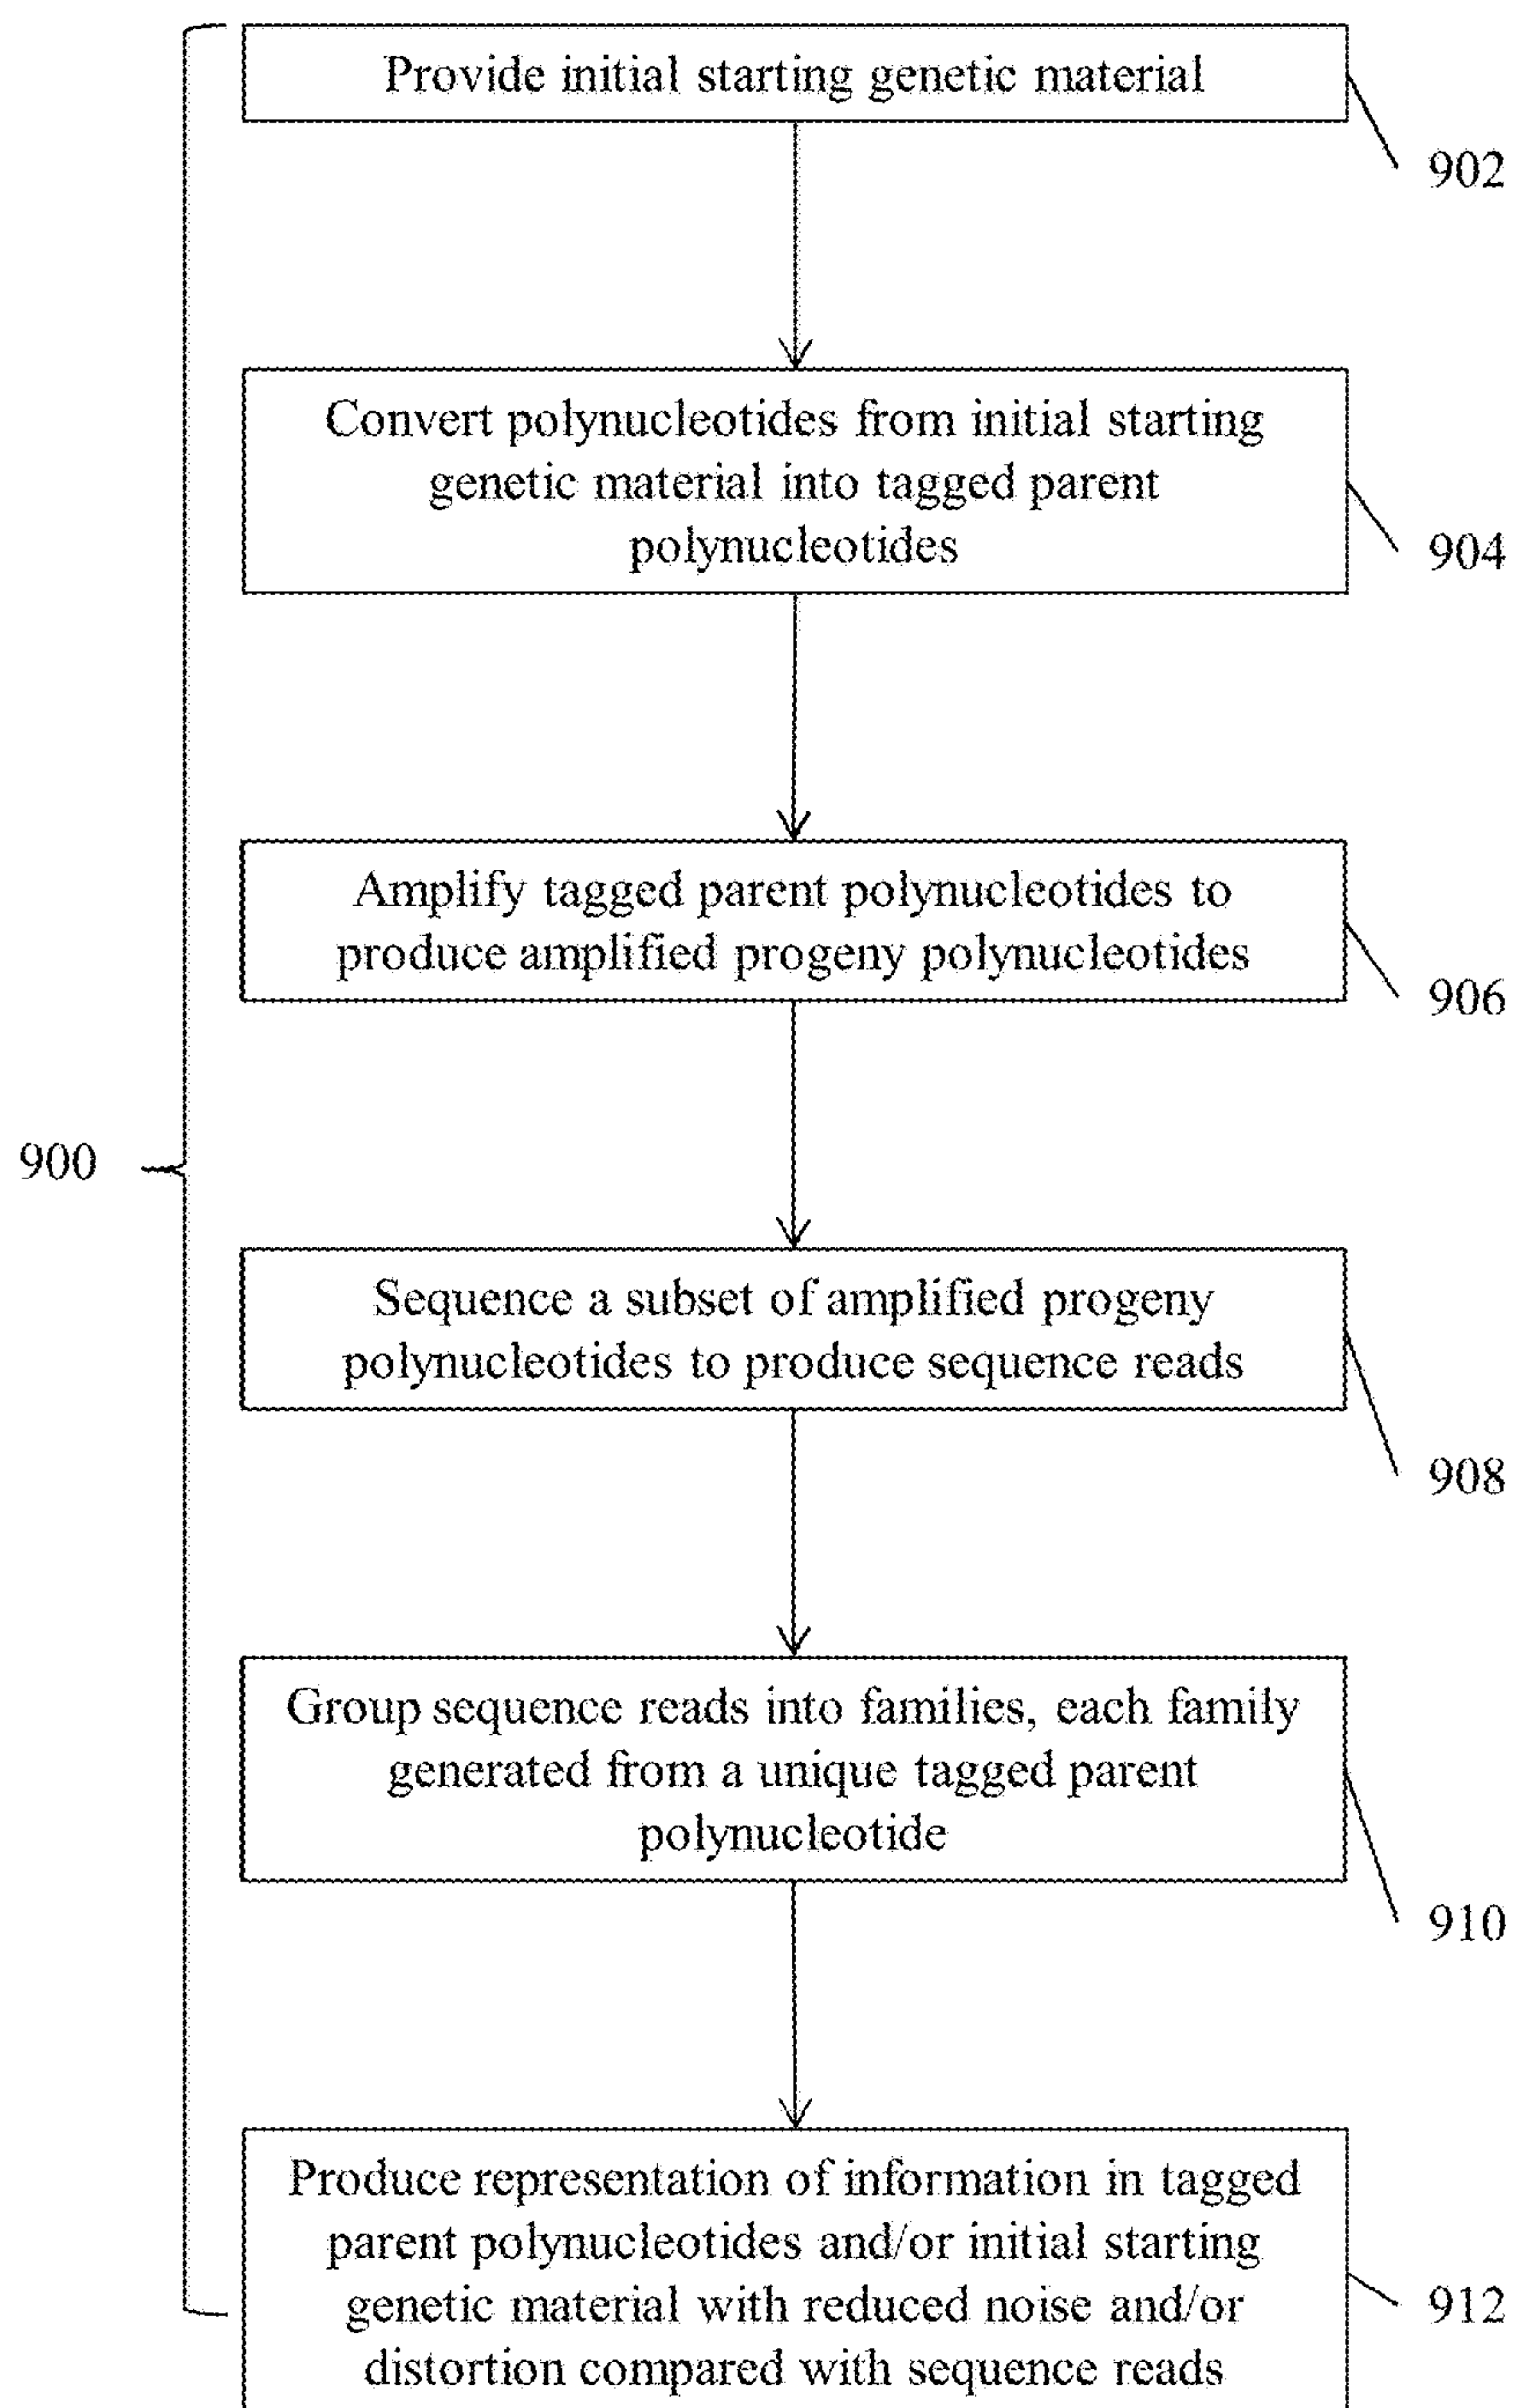 Provide initial starting genetic material
902
Convert polynucleotides from initial starting
genetic material into tagged parent
polynucleotides
904
Amplify tagged parent polynucleotides to
produce amplified progeny polynucleotides
906
900
Sequence a subset of amplified progeny
polynucleotides to produce sequence reads
908
Group sequence reads into families, each family
generated from a unique tagged parent
polynucleotide
910
Produce representation of information in tagged
parent polynucleotides and/or initial starting
genetic material with reduced noise and/or
distortion compared with sequence reads
912